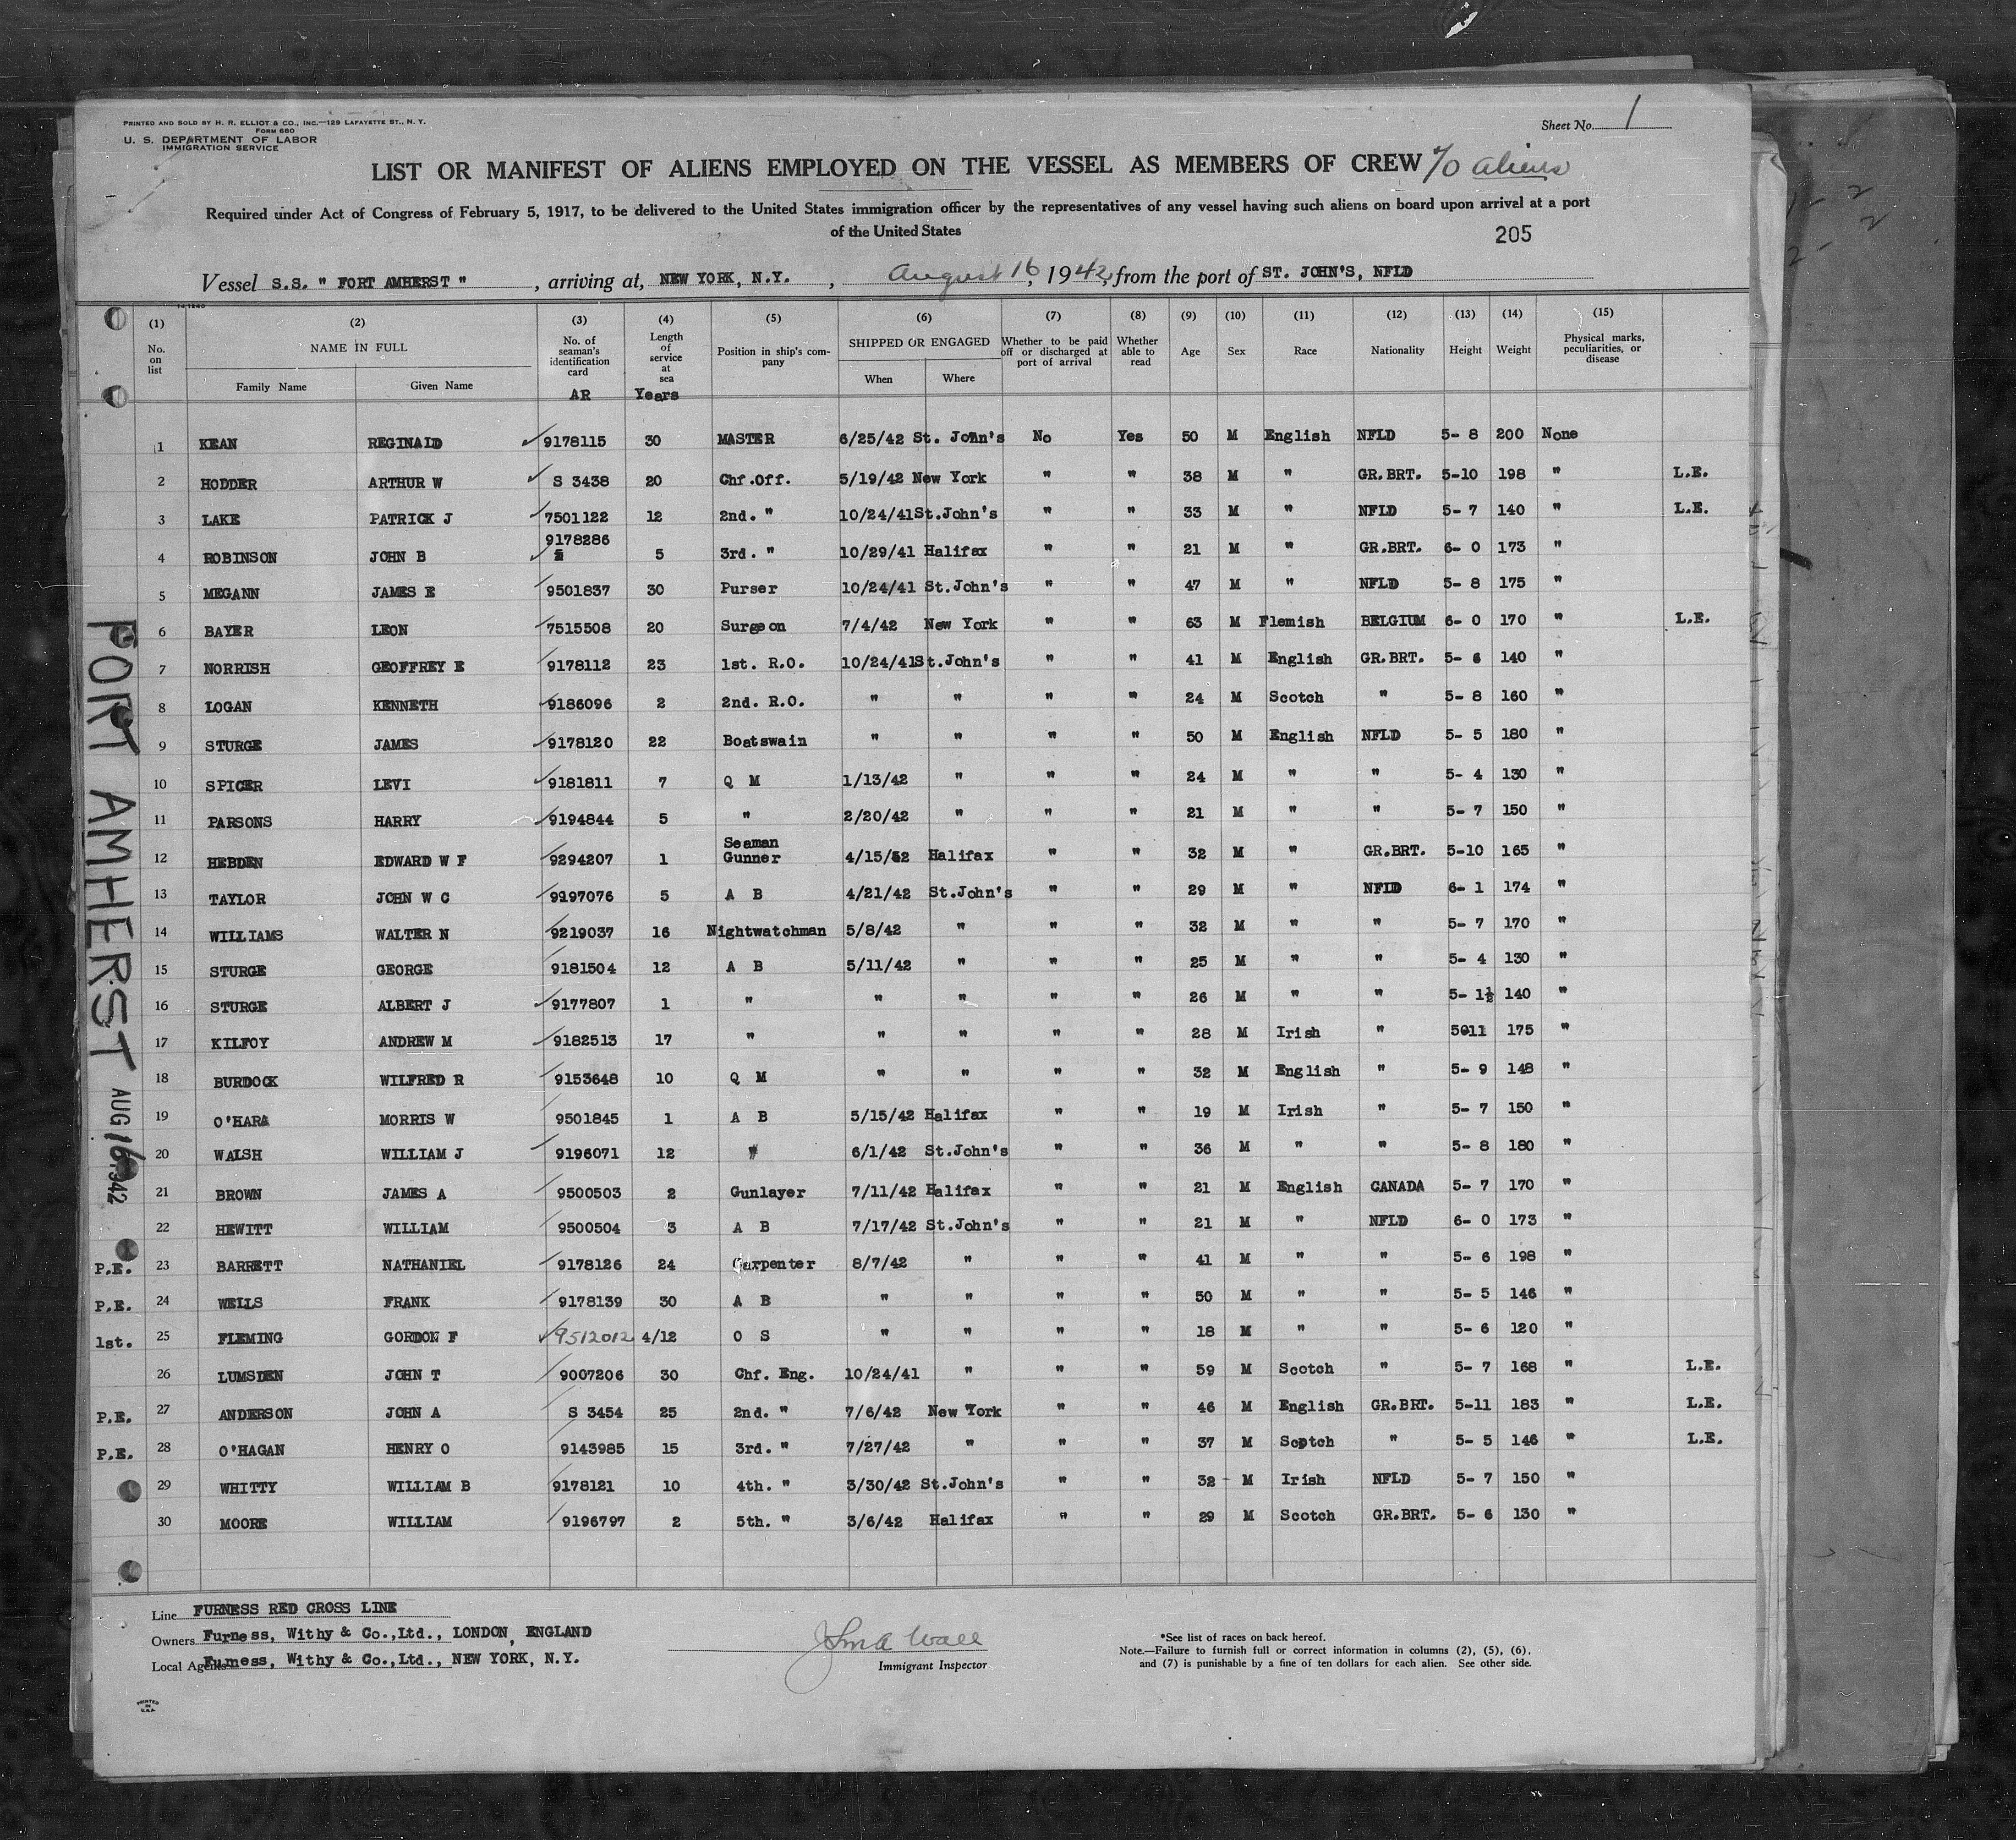 PRINTED AND SOLD BY H. R. ELLIOT & CO., INC.—129 LAFAYETTE ST., N. Y.
FORM 680
U. S. DEPARTMENT OF LABOR
IMMIGRATION SERVICE
Sheet No. 1
LIST OR MANIFEST OF ALIENS EMPLOYED ON THE VESSEL AS MEMBERS OF CREW 70 aliens
Required under Act of Congress of February 5, 1917, to be delivered to the United States immigration officer by the representatives of any vessel having such aliens on board upon arrival at a port
of the United States
205
Vessel S.S. " FORT AMHERST ", arriving at, NEW YORK, N.Y., August 16, 1942, from the port of ST. JOHN'S, NFLD
(1) (2) (3) (4) (5) (6) (7) (8) (9) (10) (11) (12) (13) (14) (15)
No. on list NAME IN FULL Family Name Given Name No. of seaman's identification card AR Length of service at sea Years Position in ship's company SHIPPED OR ENGAGED When Where Whether to be paid off or discharged at port of arrival Whether able to read Age Sex Race Nationality Height Weight Physical marks, peculiarities, or disease
1 KEAN REGINALD 9178115 30 MASTER 6/25/42 St. John's No Yes 50 M English NFLD 5- 8 200 None
2 HODDER ARTHUR W S 3438 20 Chf.Off. 5/19/42 New York " " 38 M " GR.BRT. 5-10 198 " L.E.
3 LAKE PATRICK J 7501122 12 2nd. " 10/24/41 St.John's " " 33 M " NFLD 5- 7 140 " L.E.
4 ROBINSON JOHN B 9178286 5 3rd. " 10/29/41 Halifax " " 21 M " GR.BRT. 6- 0 173 "
5 MEGANN JAMES E 9501837 30 Purser 10/24/41 St.John's " " 47 M " NFLD 5- 8 175 "
6 BAYER LEON 7515508 20 Surgeon 7/4/42 New York " " 63 M Flemish BELGIUM 6- 0 170 " L.E.
7 NORRISH GEOFFREY E 9178112 23 1st. R.O. 10/24/41 St.John's " " 41 M English GR.BRT. 5- 6 140 "
8 LOGAN KENNETH 9186096 2 2nd. R.O. " " " " 24 M Scotch " 5- 8 160 "
9 STURGE JAMES 9178120 22 Boatswain " " " " 50 M English NFLD 5- 5 180 "
10 SPICER LEVI 9181811 7 Q M 1/13/42 " " " 24 M " " 5- 4 130 "
11 PARSONS HARRY 9194844 5 " 2/20/42 " " " 21 M " " 5- 7 150 "
12 HEBDEN EDWARD W F 9294207 1 Seaman Gunner 4/15/42 Halifax " " 32 M " GR.BRT. 5-10 165 "
13 TAYLOR JOHN W C 9197076 5 A B 4/21/42 St.John's " " 29 M " NFLD 6- 1 174 "
14 WILLIAMS WALTER N 9219037 16 Nightwatchman 5/8/42 " " " 32 M " " 5- 7 170 "
15 STURGE GEORGE 9181504 12 A B 5/11/42 " " " 25 M " " 5- 4 130 "
16 STURGE ALBERT J 9177807 1 " " " " " 26 M " " 5- 1½ 140 "
17 KILFOY ANDREW M 9182513 17 " " " " " 28 M Irish " 5011 175 "
18 BURDOCK WILFRED R 9153648 10 Q M " " " " 32 M English " 5- 9 148 "
19 O'HARA MORRIS W 9501845 1 A B 5/15/42 Halifax " " 19 M Irish " 5- 7 150 "
20 WALSH WILLIAM J 9196071 12 " 6/1/42 St.John's " " 36 M " " 5- 8 180 "
21 BROWN JAMES A 9500503 2 Gunlayer 7/11/42 Halifax " " 21 M English CANADA 5- 7 170 "
22 HEWITT WILLIAM 9500504 3 A B 7/17/42 St.John's " " 21 M " NFLD 6- 0 173 "
P.E. 23 BARRETT NATHANIEL 9178126 24 Carpenter 8/7/42 " " " 41 M " " 5- 6 198 "
P.E. 24 WELLS FRANK 9178139 30 A B " " " " 50 M " " 5- 5 146 "
1st. 25 FLEMING GORDON F 9512012 4/12 O S " " " " 18 M " " 5- 6 120 "
26 LUMSDEN JOHN T 9007206 30 Chf. Eng. 10/24/41 " " " 59 M Scotch " 5- 7 168 " L.E.
P.E. 27 ANDERSON JOHN A S 3454 25 2nd. " 7/6/42 New York " " 46 M English GR.BRT. 5-11 183 " L.E.
P.E. 28 O'HAGAN HENRY O 9143985 15 3rd. " 7/27/42 " " " 37 M Scotch " 5- 5 146 " L.E.
29 WHITTY WILLIAM B 9178121 10 4th. " 3/30/42 St.John's " " 32 M Irish NFLD 5- 7 150 "
30 MOORE WILLIAM 9196797 2 5th. " 3/6/42 Halifax " " 29 M Scotch GR.BRT. 5- 6 130 "
FORT AMHERST AUG 16 1942
Line FURNESS RED CROSS LINE
Owners Furness, Withy & Co.,Ltd., LONDON, ENGLAND
Local Agents Furness, Withy & Co.,Ltd., NEW YORK, N.Y.
John A Wall
Immigrant Inspector
*See list of races on back hereof.
Note.—Failure to furnish full or correct information in columns (2), (5), (6),
and (7) is punishable by a fine of ten dollars for each alien. See other side.
PRINTED
IN
U.S.A.